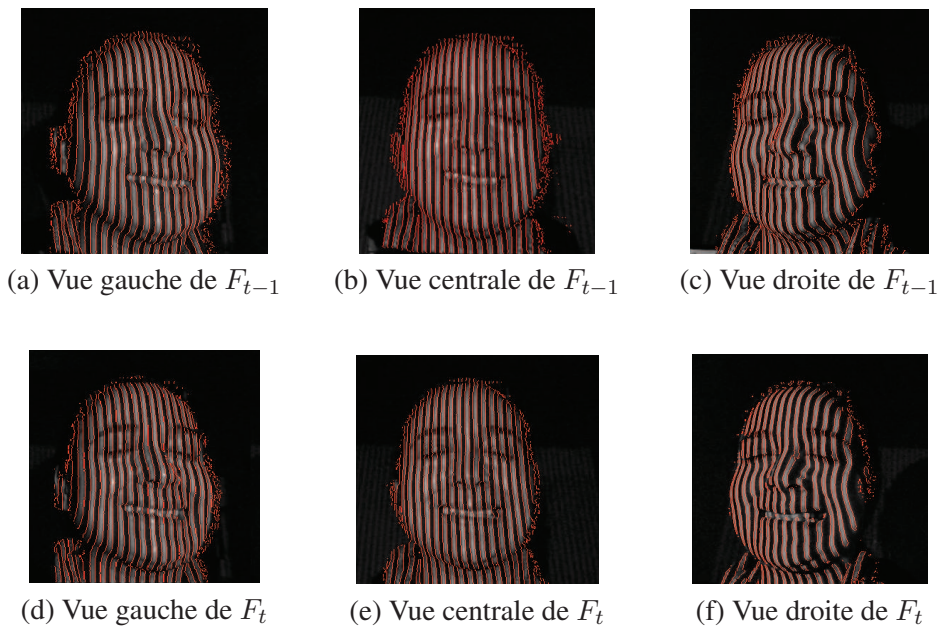 (a) Vue gauche de $F_{t-1}$ (b) Vue centrale de $F_{t-1}$ (c) Vue droite de $F_{t-1}$
(d) Vue gauche de $F_t$ (e) Vue centrale de $F_t$ (f) Vue droite de $F_t$